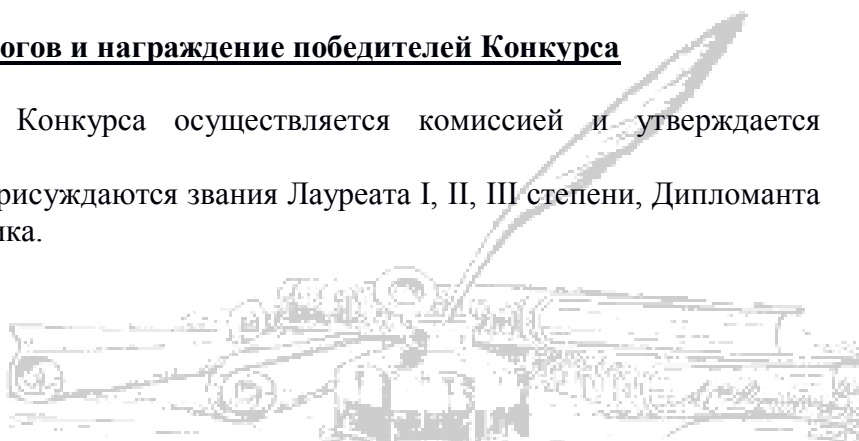 огов и награждение победителей Конкурса
Конкурса осуществляется комиссией и утверждается
рисуждаются звания Лауреата I, II, III степени, Дипломанта
ика.